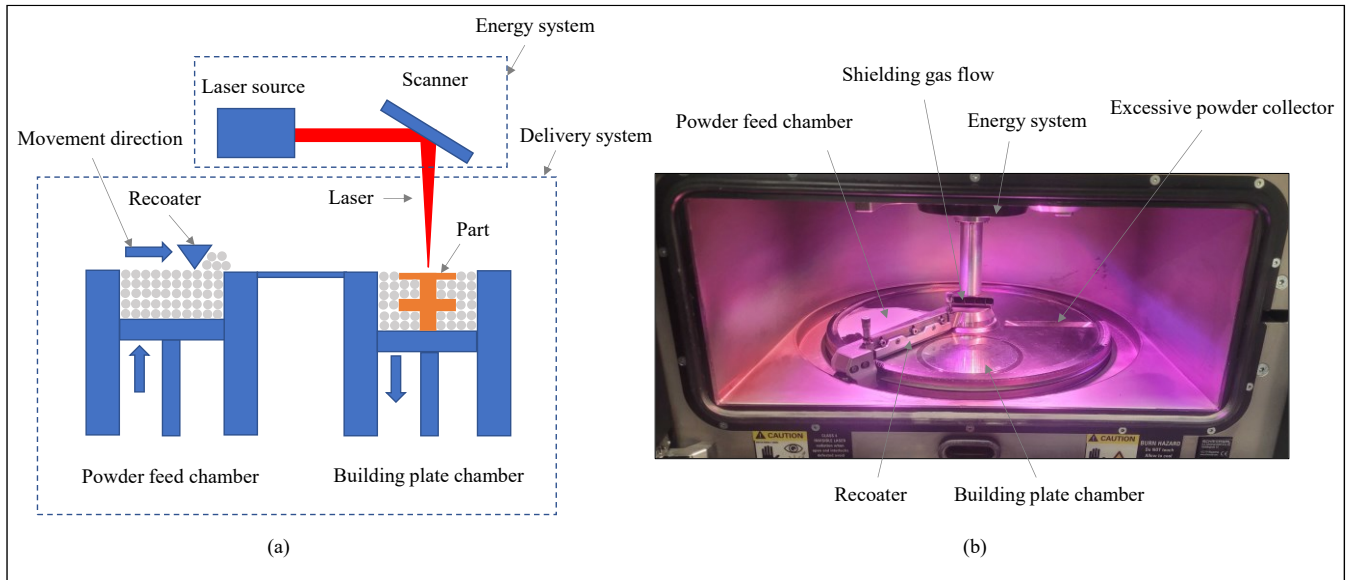 Energy system
Laser source
Scanner
Movement direction
Delivery system
Recoater
Laser
Part
Powder feed chamber
Building plate chamber
(a)
Shielding gas flow
Excessive powder collector
Powder feed chamber
Energy system
CAUTION
CAUTION
BURN HAZARD
Recoater
Building plate chamber
(b)